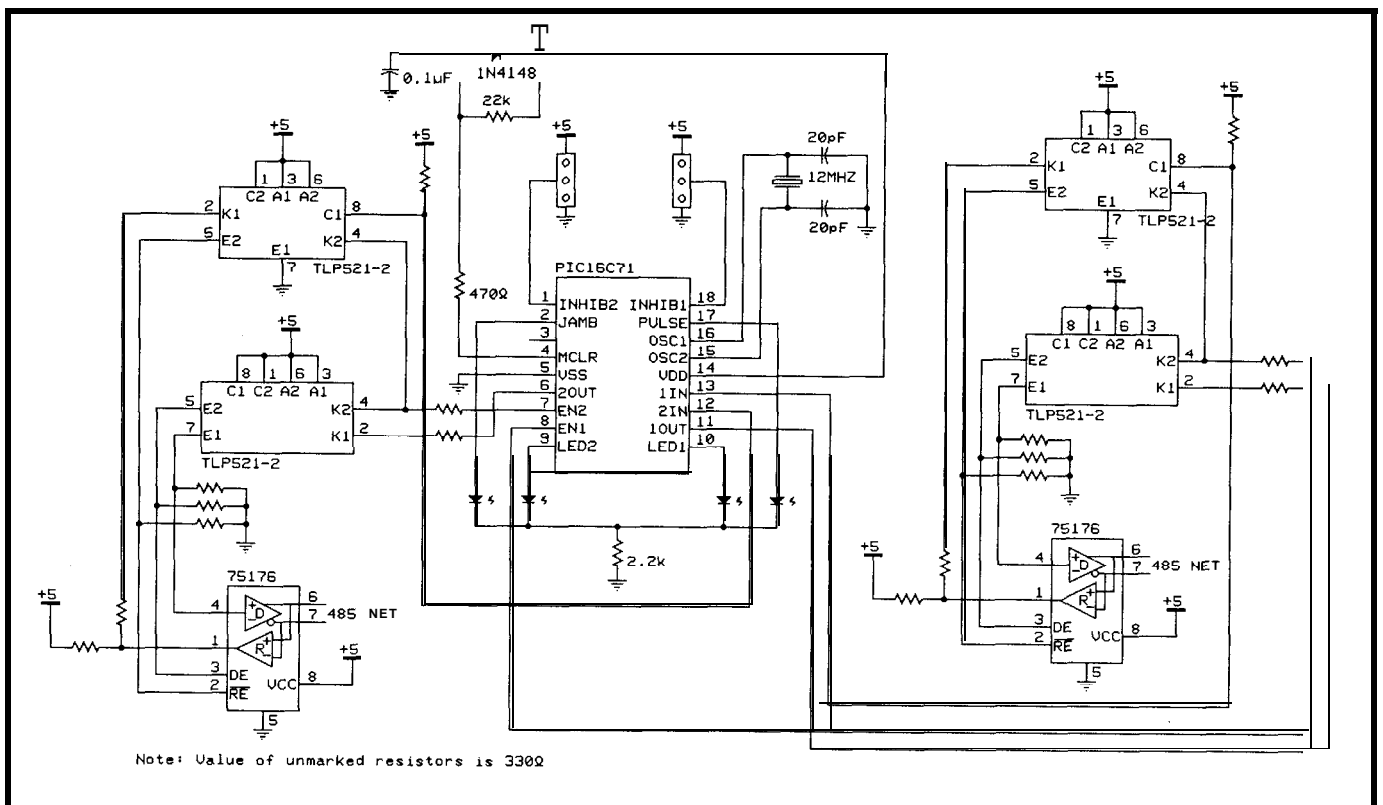 0.1µF
1N4148
22k
+5
+5
+5
+5
20pF
12MHZ
20pF
+5
1 3 6
C2 A1 A2
2 K1
C1 8
5 E2
K2 4
E1
7
TLP521-2
470Ω
+5
8 1 6 3
C1 C2 A2 A1
5 E2
K2 4
7 E1
K1 2
TLP521-2
PIC16C71
1 INHIB2
INHIB1 18
2 JAMB
PULSE 17
3
OSC1 16
4 MCLR
OSC2 15
5 VSS
VDD 14
6 2OUT
1IN 13
7 EN2
2IN 12
8 EN1
1OUT 11
9 LED2
LED1 10
2.2k
+5
+5
1 3 6
C2 A1 A2
2 K1
C1 8
5 E2
K2 4
E1
7
TLP521-2
+5
8 1 6 3
C1 C2 A2 A1
5 E2
K2 4
7 E1
K1 2
TLP521-2
+5
75176
4 + D - 6
7 485 NET
1 R + -
3 DE
2 RE
VCC 8
+5
5
+5
75176
4 + D - 6
7 485 NET
1 R + -
3 DE
2 RE
VCC 8
+5
5
Note: Value of unmarked resistors is 330Ω